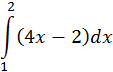 ∫₁²(4x − 2)dx